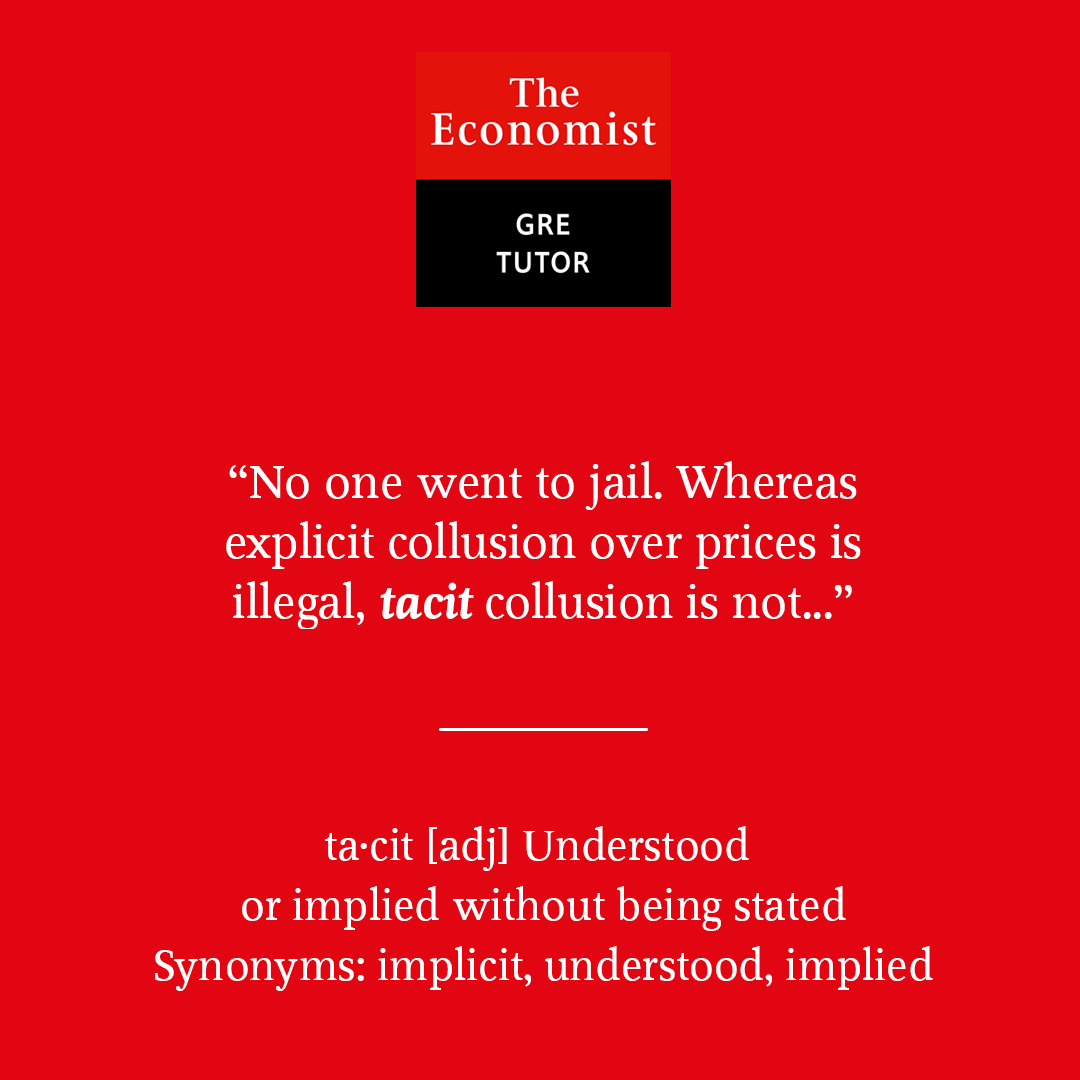 The
Economist
GRE
TUTOR
“No one went to jail. Whereas
explicit collusion over prices is
illegal, tacit collusion is not...”
ta·cit [adj] Understood
or implied without being stated
Synonyms: implicit, understood, implied